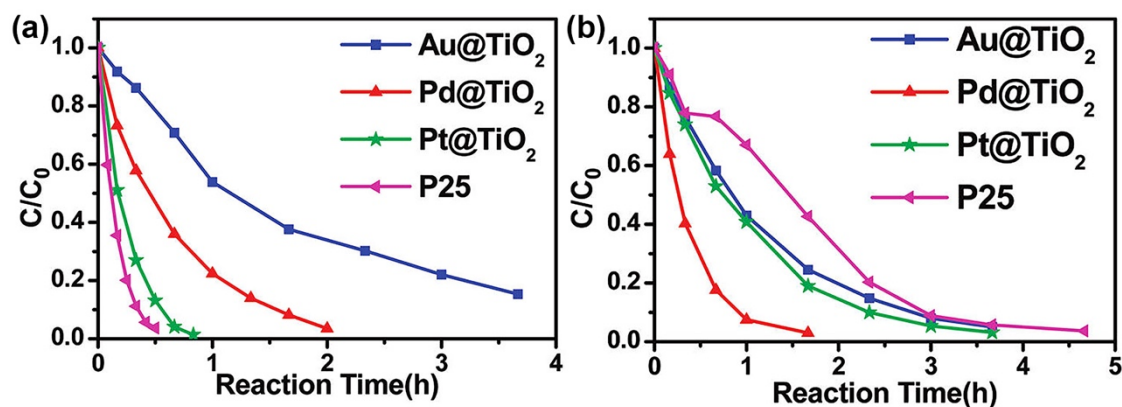 (a)
1.0
0.8
0.6
0.4
0.2
0.0
C/C₀
Au@TiO₂
Pd@TiO₂
Pt@TiO₂
P25
0 1 2 3 4
Reaction Time(h)
(b)
1.0
0.8
0.6
0.4
0.2
0.0
C/C₀
Au@TiO₂
Pd@TiO₂
Pt@TiO₂
P25
0 1 2 3 4 5
Reaction Time(h)